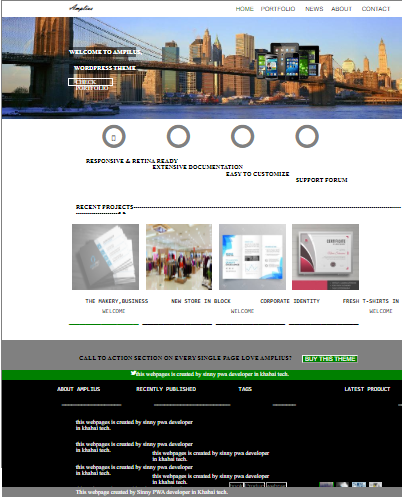 Amplius
HOME PORTFOLIO NEWS ABOUT CONTACT
WELCOME TO AMPILUS
WORDPRESS THEME
CHECK
PORTFOLIO
RESPONSIVE & RETINA READY
EXTENSIVE DOCUMENTATION
EASY TO CUSTOMIZE
SUPPORT FORUM
RECENT PROJECTS
THE MAKERY,BUSINESS NEW STORE IN BLOCK CORPORATE IDENTITY FRESH T-SHIRTS IN
WELCOME WELCOME WELCOME
CALL TO ACTION SECTION ON EVERY SINGLE PAGE LOVE AMPLIUS? BUY THIS THEME
this webpages is created by sinny pwa developer in khabai tech.
ABOUT AMPLIUS RECENTLY PUBLISHED TAGS LATEST PRODUCT
this webpages is created by sinny pwa developer
in khabai tech.
this webpages is created by sinny pwa developer
in khabai tech.
this webpages is created by sinny pwa developer
in khabai tech.
this webpages is created by sinny pwa developer
in khabai tech.
this webpages is created by sinny pwa developer
in khabai tech.
This webpage created by Sinny PWA developer in Khabai tech.